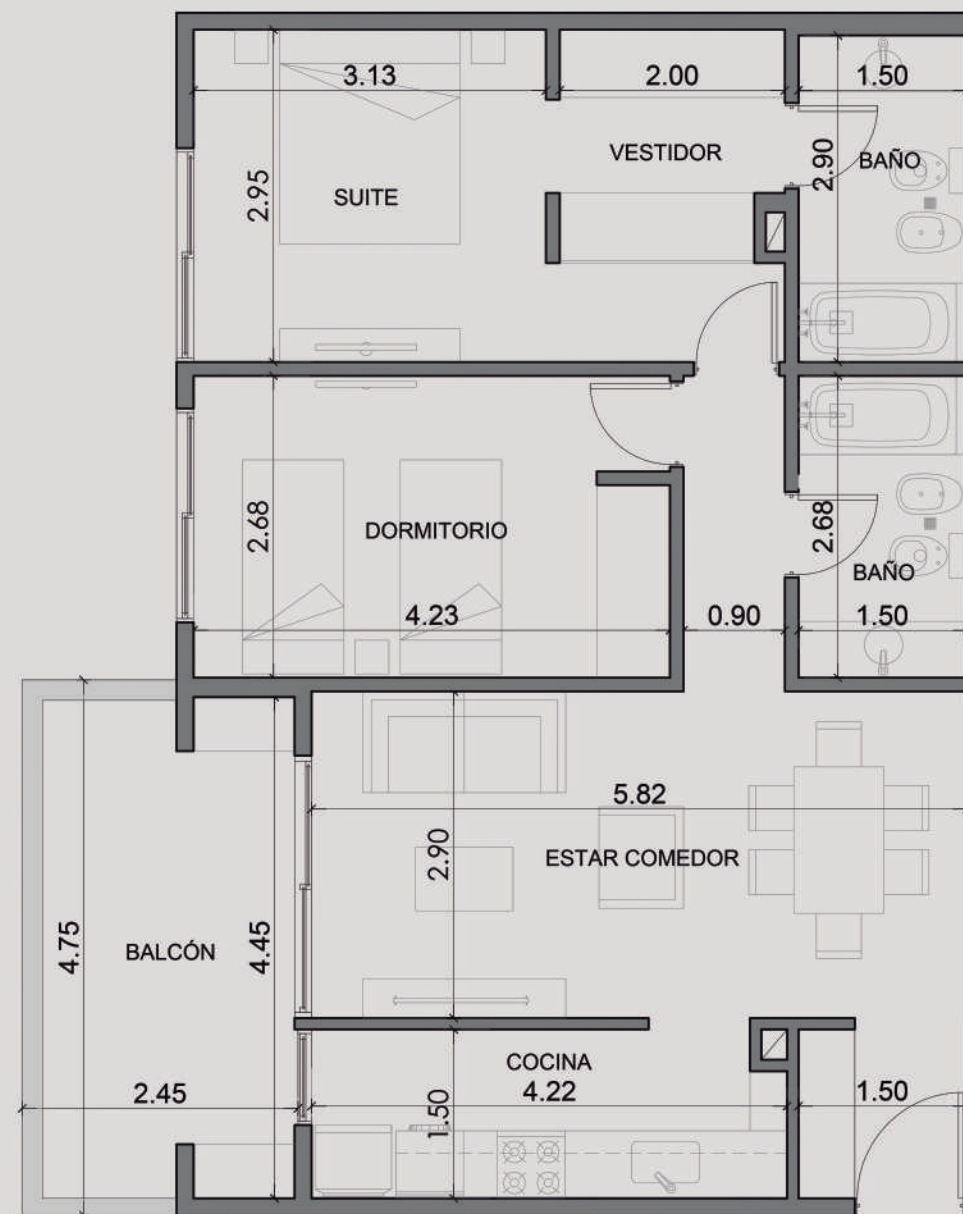 3.13
2.00
1.50
VESTIDOR
BAÑO
2.90
2.95
SUITE
2.68
DORMITORIO
2.68
BAÑO
4.23
0.90
1.50
5.82
2.90
ESTAR COMEDOR
4.75
BALCÓN
4.45
COCINA
2.45
1.50
4.22
1.50